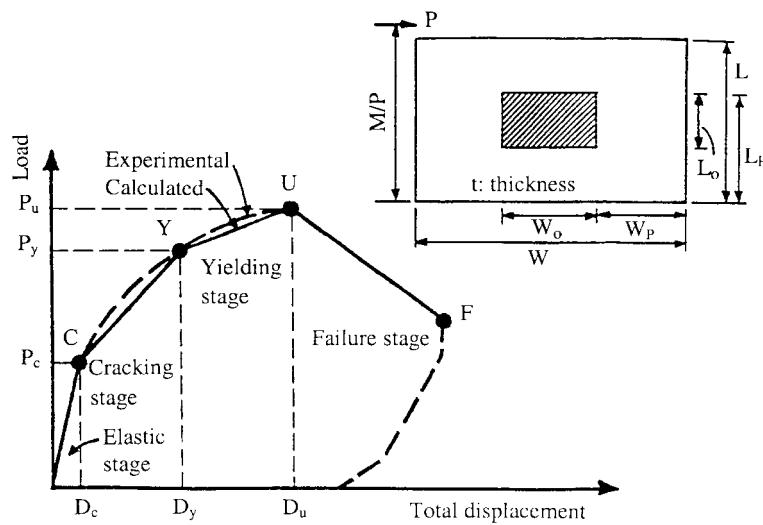 P
M/P
L
Lo
t: thickness
Wo
WP
W
Load
Experimental
Calculated
U
Pu
Y
Py
Yielding
stage
F
Failure stage
C
Pc
Cracking
stage
Elastic
stage
Dc
Dy
Du
Total displacement